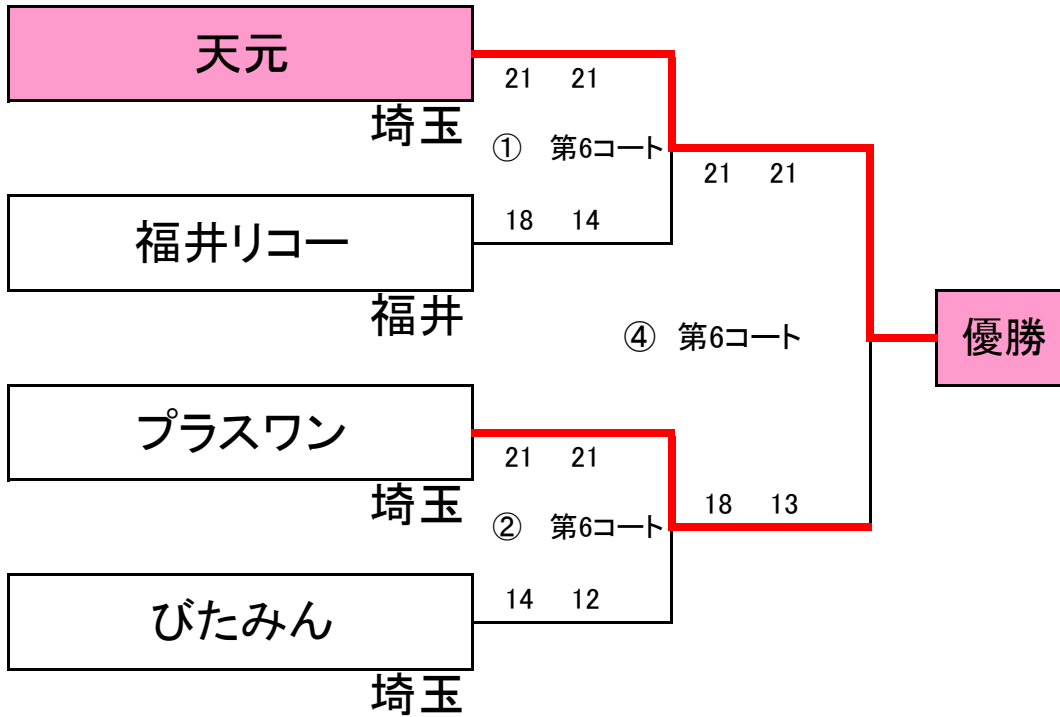 天元
21 21
埼玉
① 第6コート
21 21
18 14
福井リコー
福井
④ 第6コート
優勝
プラスワン
21 21
埼玉
② 第6コート
18 13
14 12
びたみん
埼玉